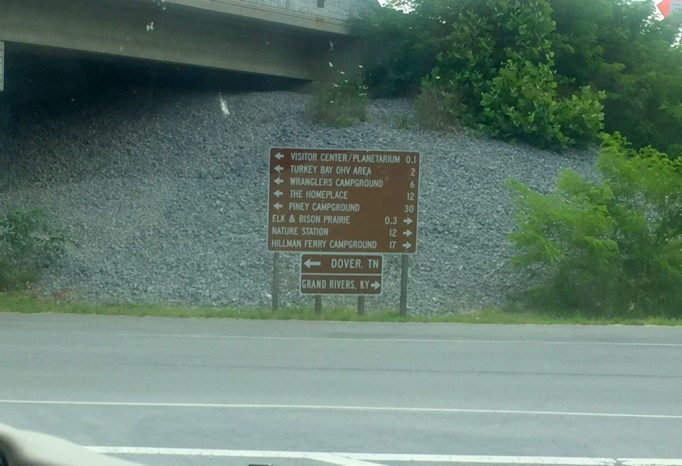 ← VISITOR CENTER/PLANETARIUM 0.1
← TURKEY BAY OHV AREA 2
← WRANGLERS CAMPGROUND 6
← THE HOMEPLACE 12
← PINEY CAMPGROUND 30
ELK & BISON PRAIRIE 0.3 →
NATURE STATION 12 →
HILLMAN FERRY CAMPGROUND 17 →
← DOVER, TN
GRAND RIVERS, KY →